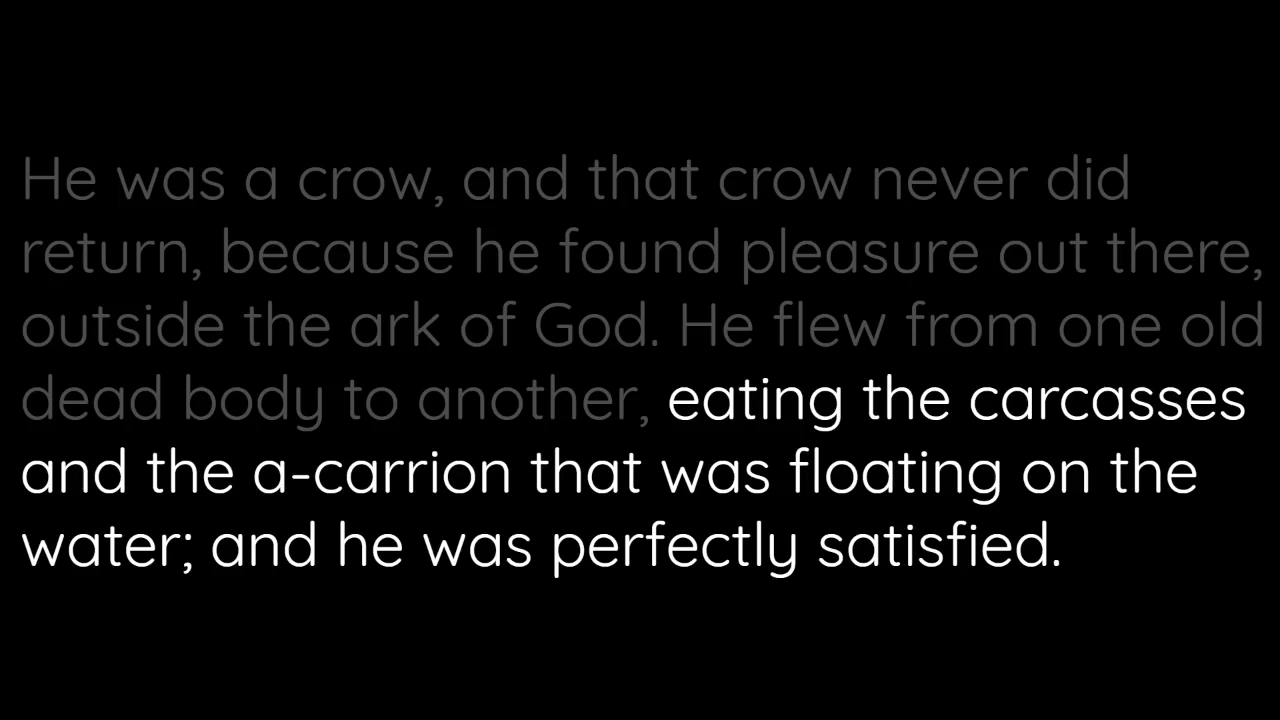 He was a crow, and that crow never did
return, because he found pleasure out there,
outside the ark of God. He flew from one old
dead body to another, eating the carcasses
and the a-carrion that was floating on the
water; and he was perfectly satisfied.